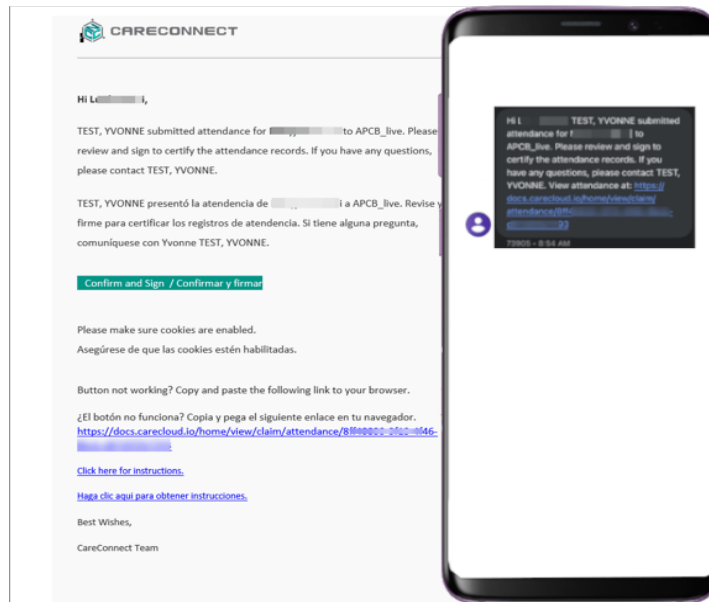 CARECONNECT
Hi
TEST, YVONNE submitted attendance for to APCB_live. Please
review and sign to certify the attendance records. If you have any questions,
please contact TEST, YVONNE.
TEST, YVONNE presentó la atendencia de i a APCB_live. Revise y
firme para certificar los registros de atendencia. Si tiene alguna pregunta,
comuníquese con Yvonne TEST, YVONNE.
Confirm and Sign / Confirmar y firmar
Please make sure cookies are enabled.
Asegúrese de que las cookies estén habilitadas.
Button not working? Copy and paste the following link to your browser.
¿El botón no funciona? Copia y pega el siguiente enlace en tu navegador.
https://docs.carecloud.io/home/view/claim/attendance/
Click here for instructions.
Haga clic aqui para obtener instrucciones.
Best Wishes,
CareConnect Team
Hi L TEST, YVONNE submitted
attendance for to
APCB_live. Please review and sign to
certify the attendance records. If you
have any questions, please contact TEST,
YVONNE. View attendance at: https://
docs.carecloud.io/home/view/claim/
attendance/
73905 • 8:54 AM